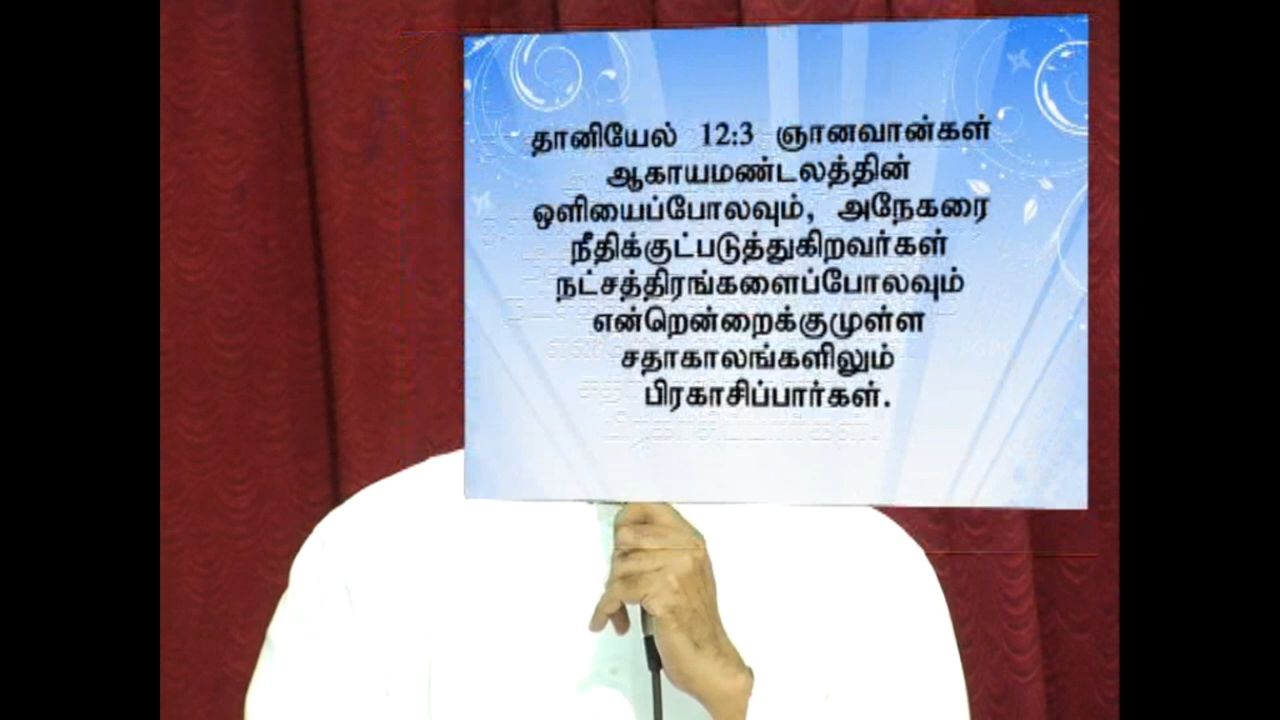 தானியேல் 12:3 ஞானவான்கள்
ஆகாயமண்டலத்தின்
ஒளியைப்போலவும், அநேகரை
நீதிக்குட்படுத்துகிறவர்கள்
நட்சத்திரங்களைப்போலவும்
என்றென்றைக்குமுள்ள
சதாகாலங்களிலும்
பிரகாசிப்பார்கள்.